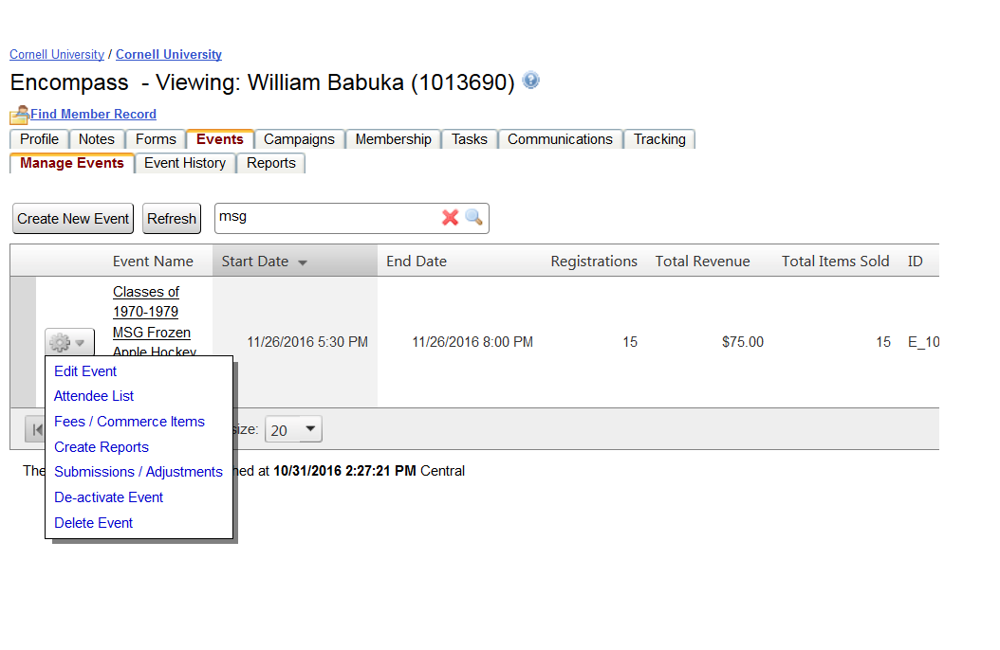 Cornell University / Cornell University
Encompass - Viewing: William Babuka (1013690)
Find Member Record
Profile Notes Forms Events Campaigns Membership Tasks Communications Tracking
Manage Events Event History Reports
Create New Event Refresh msg
Event Name Start Date End Date Registrations Total Revenue Total Items Sold ID
Classes of
1970-1979
MSG Frozen
Apple Hockey
11/26/2016 5:30 PM 11/26/2016 8:00 PM 15 $75.00 15 E_10
Edit Event
Attendee List
Fees / Commerce Items
Create Reports
Submissions / Adjustments
De-activate Event
Delete Event
size: 20
The hed at 10/31/2016 2:27:21 PM Central